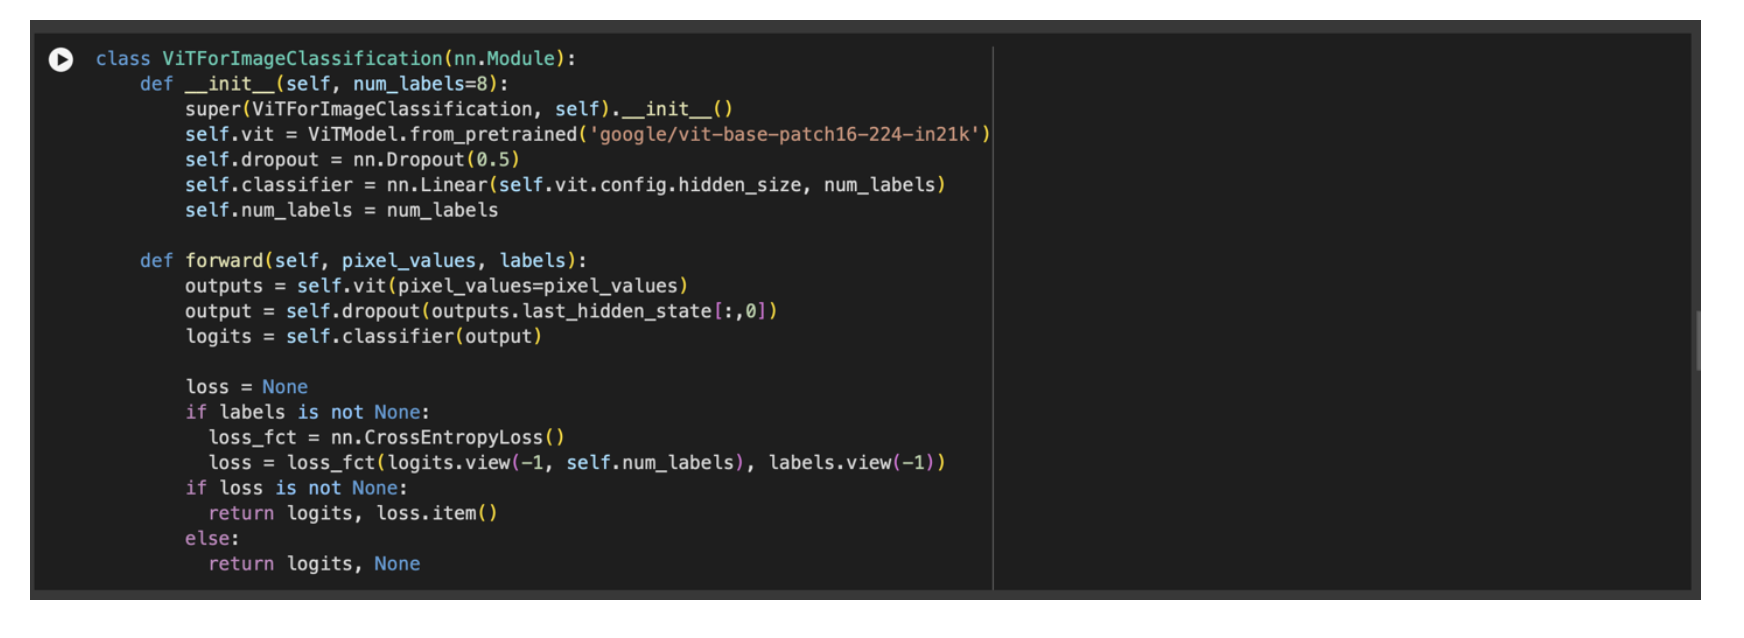 class ViTForImageClassification(nn.Module):
    def __init__(self, num_labels=8):
        super(ViTForImageClassification, self).__init__()
        self.vit = ViTModel.from_pretrained('google/vit-base-patch16-224-in21k')
        self.dropout = nn.Dropout(0.5)
        self.classifier = nn.Linear(self.vit.config.hidden_size, num_labels)
        self.num_labels = num_labels

    def forward(self, pixel_values, labels):
        outputs = self.vit(pixel_values=pixel_values)
        output = self.dropout(outputs.last_hidden_state[:,0])
        logits = self.classifier(output)

        loss = None
        if labels is not None:
          loss_fct = nn.CrossEntropyLoss()
          loss = loss_fct(logits.view(-1, self.num_labels), labels.view(-1))
        if loss is not None:
          return logits, loss.item()
        else:
          return logits, None